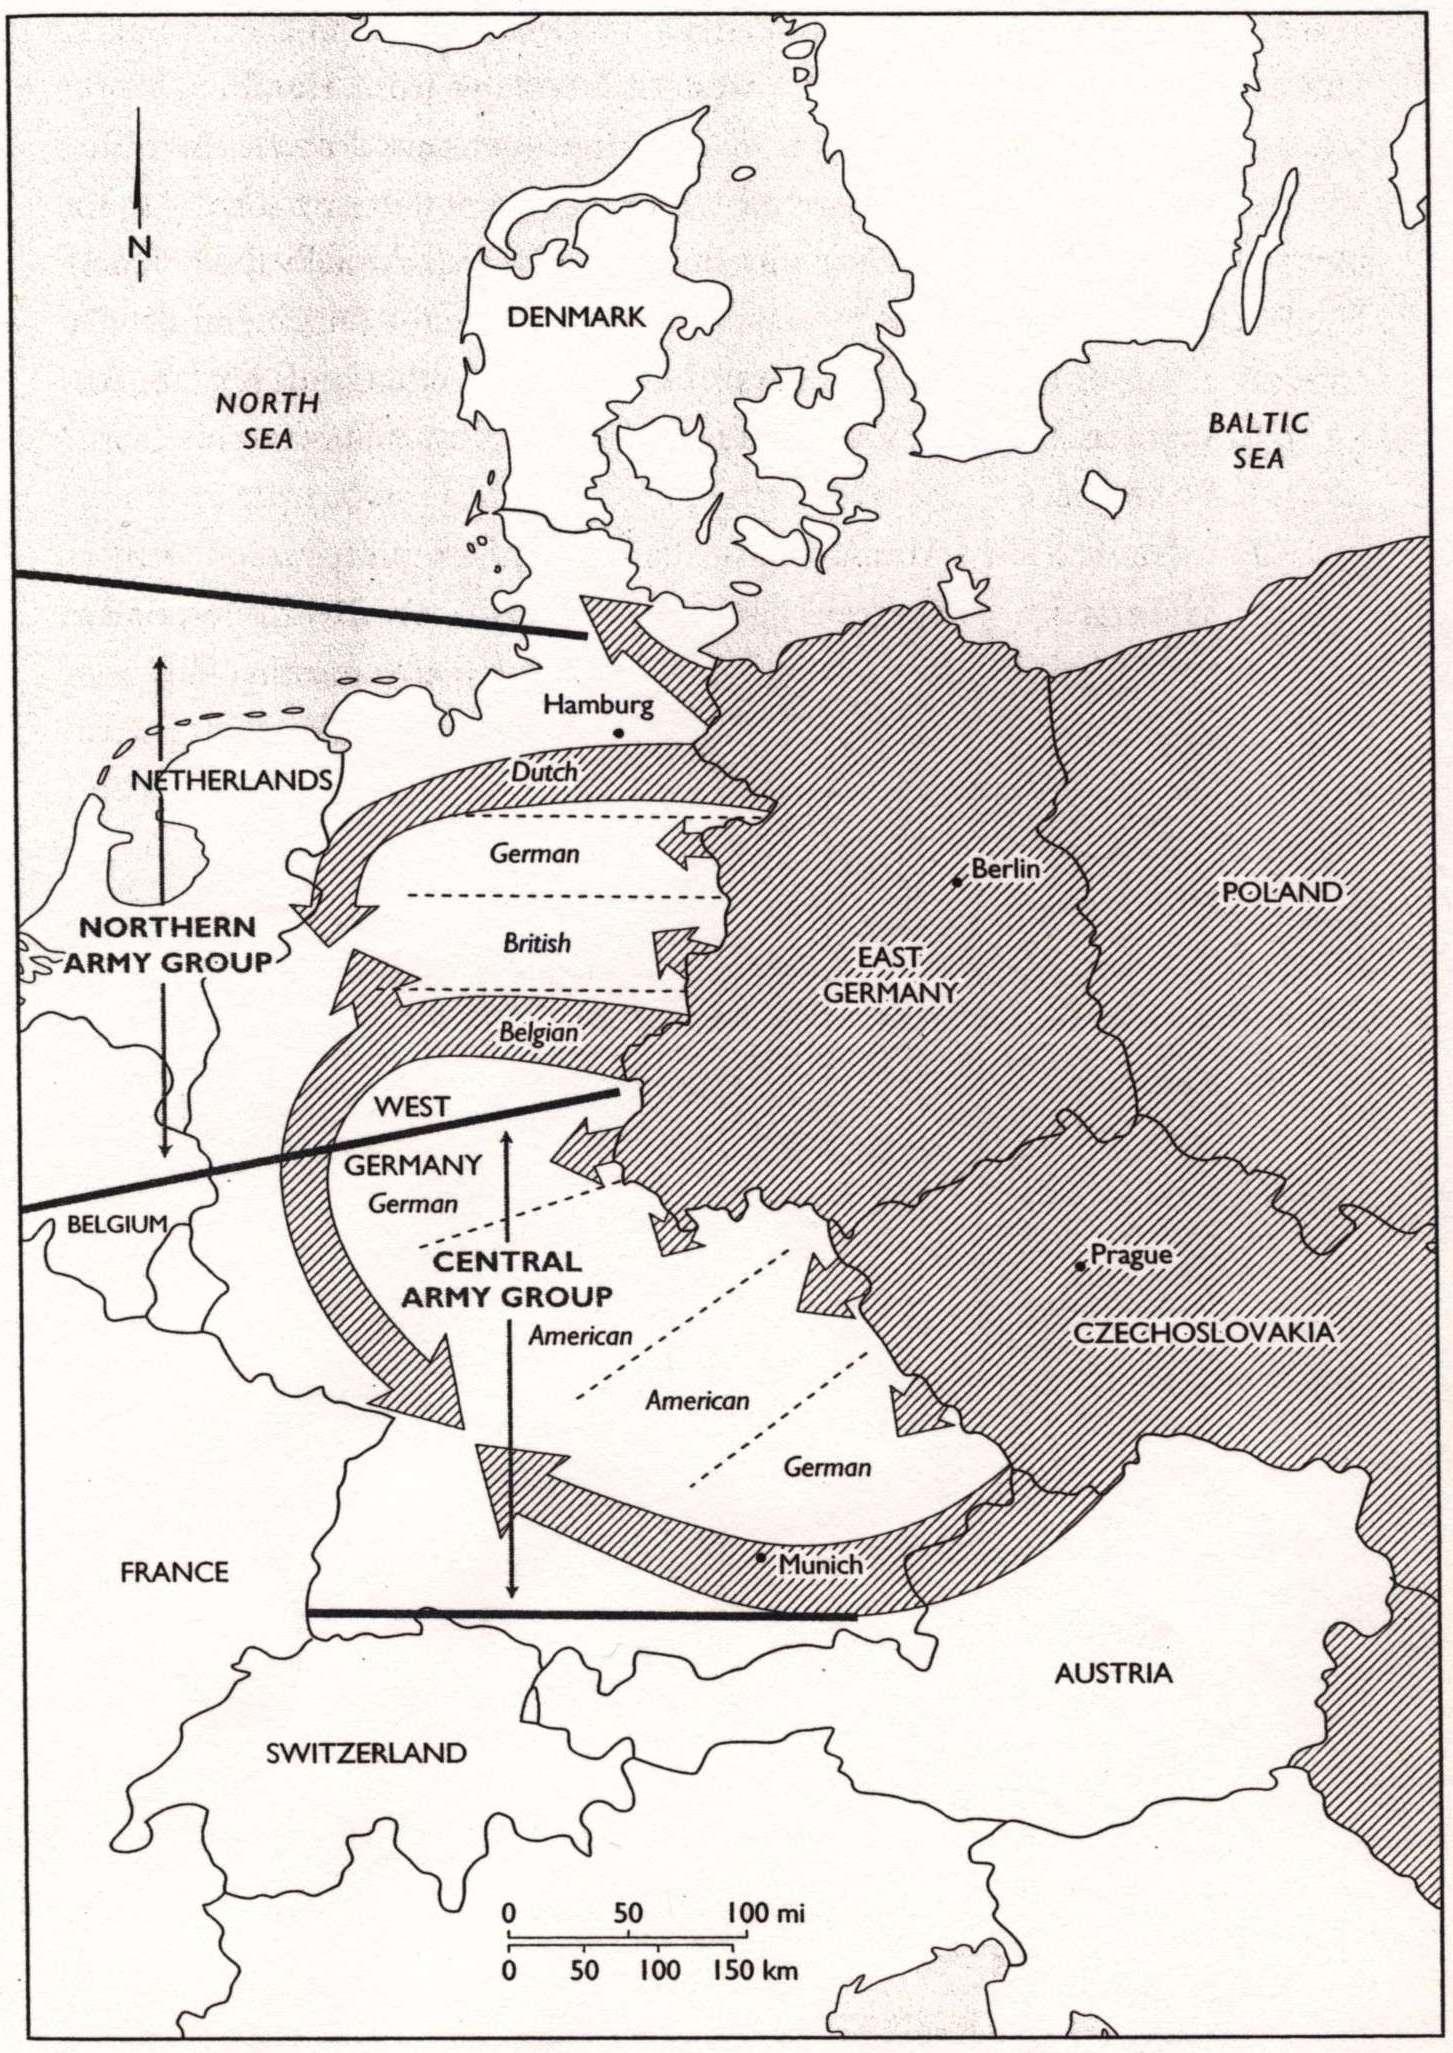 N
DENMARK
NORTH
SEA
BALTIC
SEA
Hamburg
Dutch
NETHERLANDS
German
Berlin
POLAND
NORTHERN
ARMY GROUP
British
EAST
GERMANY
Belgian
WEST
GERMANY
German
BELGIUM
CENTRAL
ARMY GROUP
Prague
American
CZECHOSLOVAKIA
American
German
FRANCE
Munich
AUSTRIA
SWITZERLAND
0 50 100 mi
0 50 100 150 km